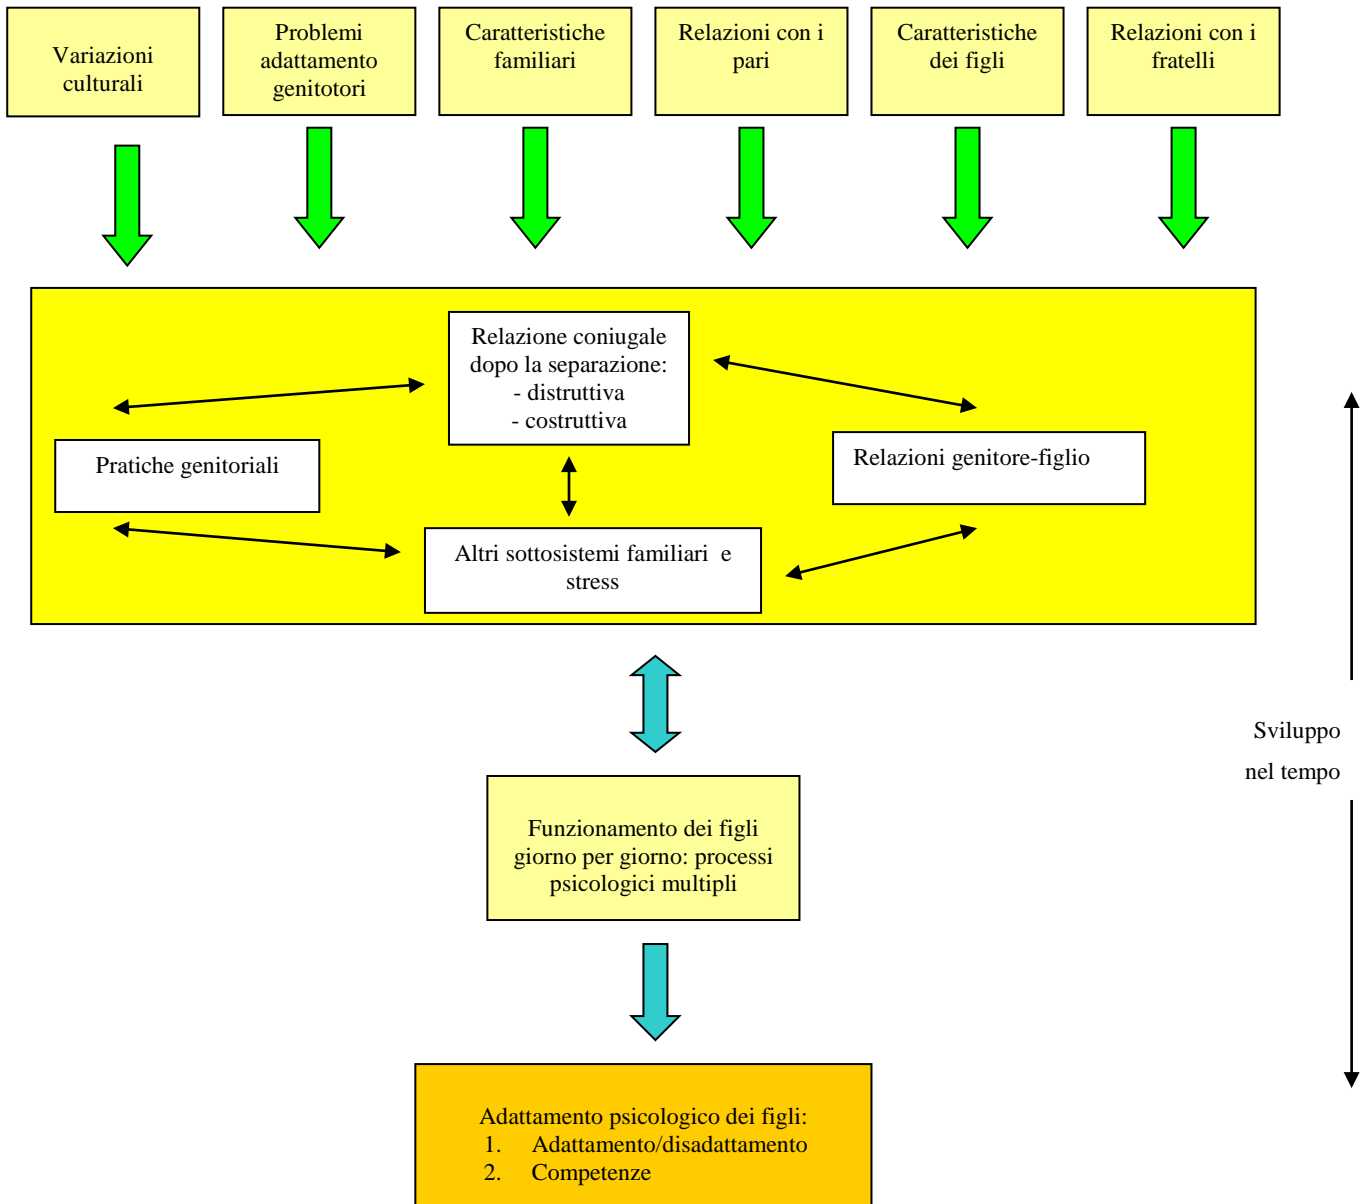 Variazioni
culturali
Problemi
adattamento
genitotori
Caratteristiche
familiari
Relazioni con i
pari
Caratteristiche
dei figli
Relazioni con i
fratelli
Relazione coniugale
dopo la separazione:
- distruttiva
- costruttiva
Pratiche genitoriali
Relazioni genitore-figlio
Altri sottosistemi familiari e
stress
Sviluppo
nel tempo
Funzionamento dei figli
giorno per giorno: processi
psicologici multipli
Adattamento psicologico dei figli:
1. Adattamento/disadattamento
2. Competenze